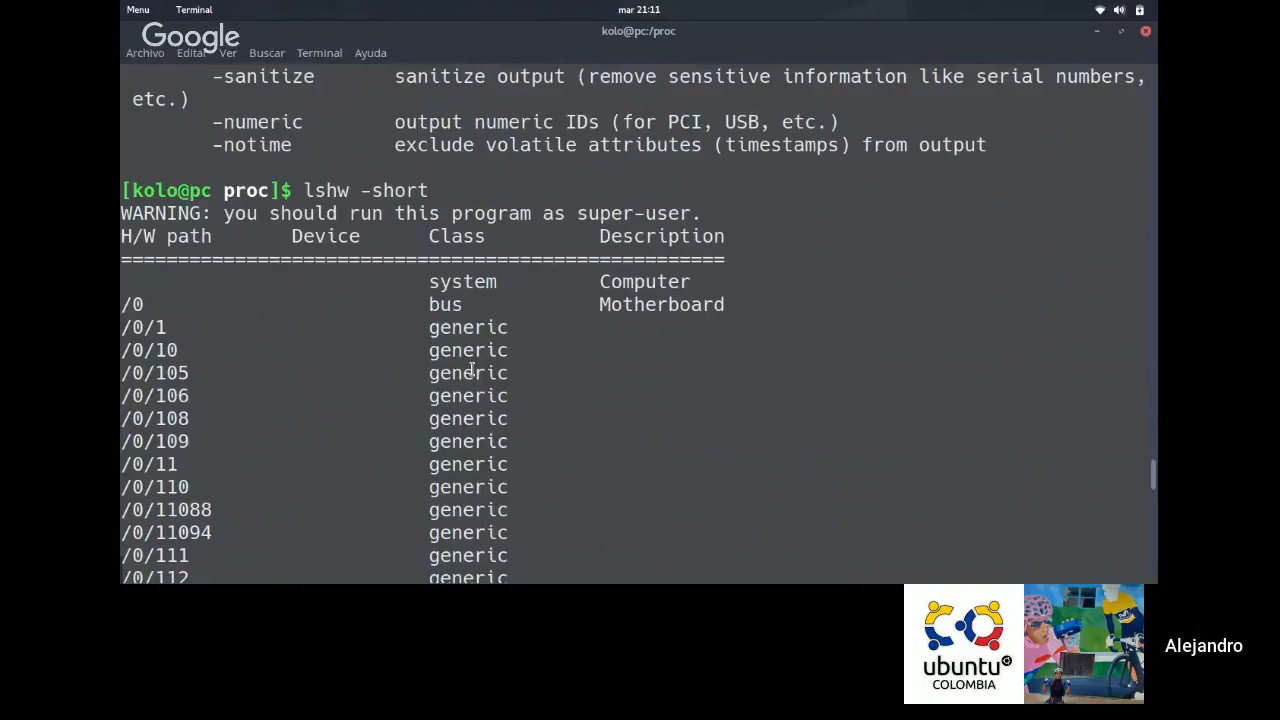 Menu Terminal mar 21:11
Google kolo@pc:/proc
Archivo Editar Ver Buscar Terminal Ayuda
-sanitize sanitize output (remove sensitive information like serial numbers,
etc.)
-numeric output numeric IDs (for PCI, USB, etc.)
-notime exclude volatile attributes (timestamps) from output
[kolo@pc proc]$ lshw -short
WARNING: you should run this program as super-user.
H/W path Device Class Description
=====================================================
system Computer
/0 bus Motherboard
/0/1 generic
/0/10 generic
/0/105 generic
/0/106 generic
/0/108 generic
/0/109 generic
/0/11 generic
/0/110 generic
/0/11088 generic
/0/11094 generic
/0/111 generic
/0/112 generic
ubuntu
COLOMBIA
Alejandro